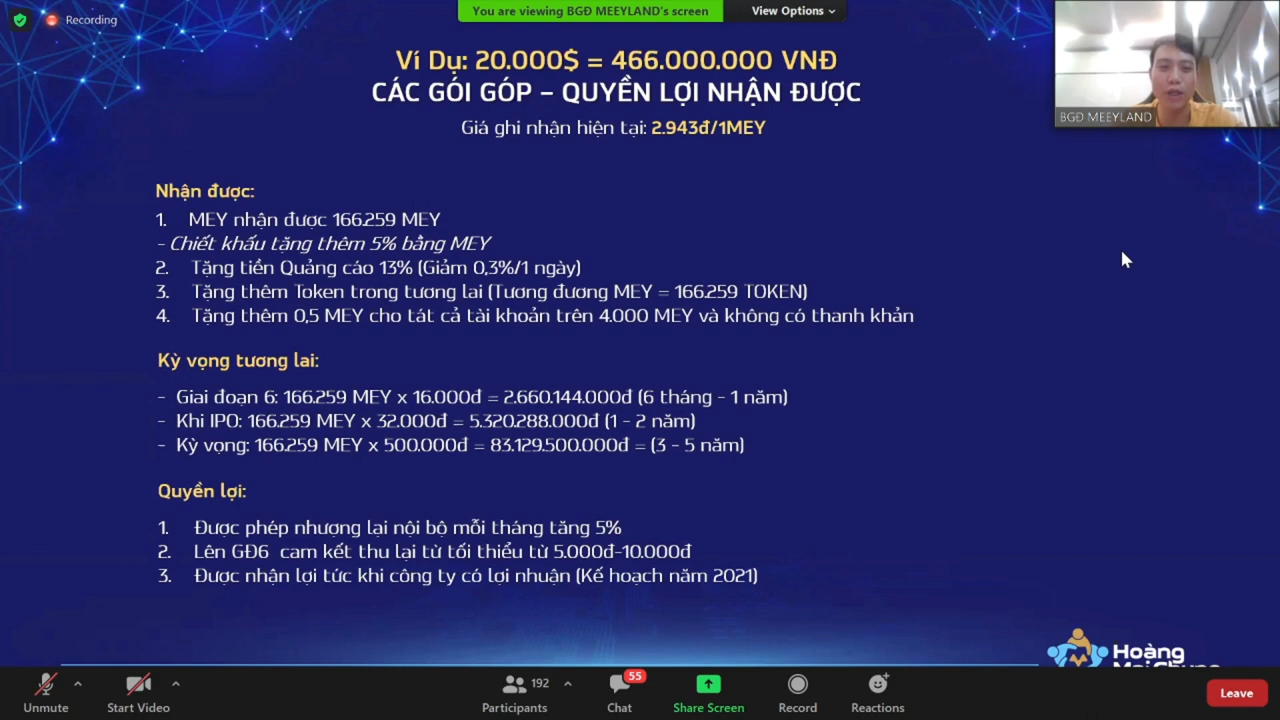 Recording
You are viewing BGĐ MEEYLAND's screen
View Options
Ví Dụ: 20.000$ = 466.000.000 VNĐ
CÁC GÓI GÓP – QUYỀN LỢI NHẬN ĐƯỢC
Giá ghi nhận hiện tại: 2.943đ/1MEY
BGĐ MEEYLAND
Nhận được:
1. MEY nhận được 166.259 MEY
- Chiết khấu tặng thêm 5% bằng MEY
2. Tặng tiền Quảng cáo 13% (Giảm 0,3%/1 ngày)
3. Tặng thêm Token trong tương lai (Tương đương MEY = 166.259 TOKEN)
4. Tặng thêm 0,5 MEY cho tát cả tài khoản trên 4.000 MEY và không có thanh khản
Kỳ vọng tương lai:
- Giai đoạn 6: 166.259 MEY x 16.000đ = 2.660.144.000đ (6 tháng - 1 năm)
- Khi IPO: 166.259 MEY x 32.000đ = 5.320.288.000đ (1 - 2 năm)
- Kỳ vọng: 166.259 MEY x 500.000đ = 83.129.500.000đ = (3 - 5 năm)
Quyền lợi:
1. Được phép nhượng lại nội bộ mỗi tháng tăng 5%
2. Lên GĐ6 cam kết thu lại từ tối thiểu từ 5.000đ-10.000đ
3. Được nhận lợi tức khi công ty có lợi nhuận (Kế hoạch năm 2021)
Hoàng
Mai Chung
Unmute
Start Video
192
Participants
55
Chat
Share Screen
Record
Reactions
Leave